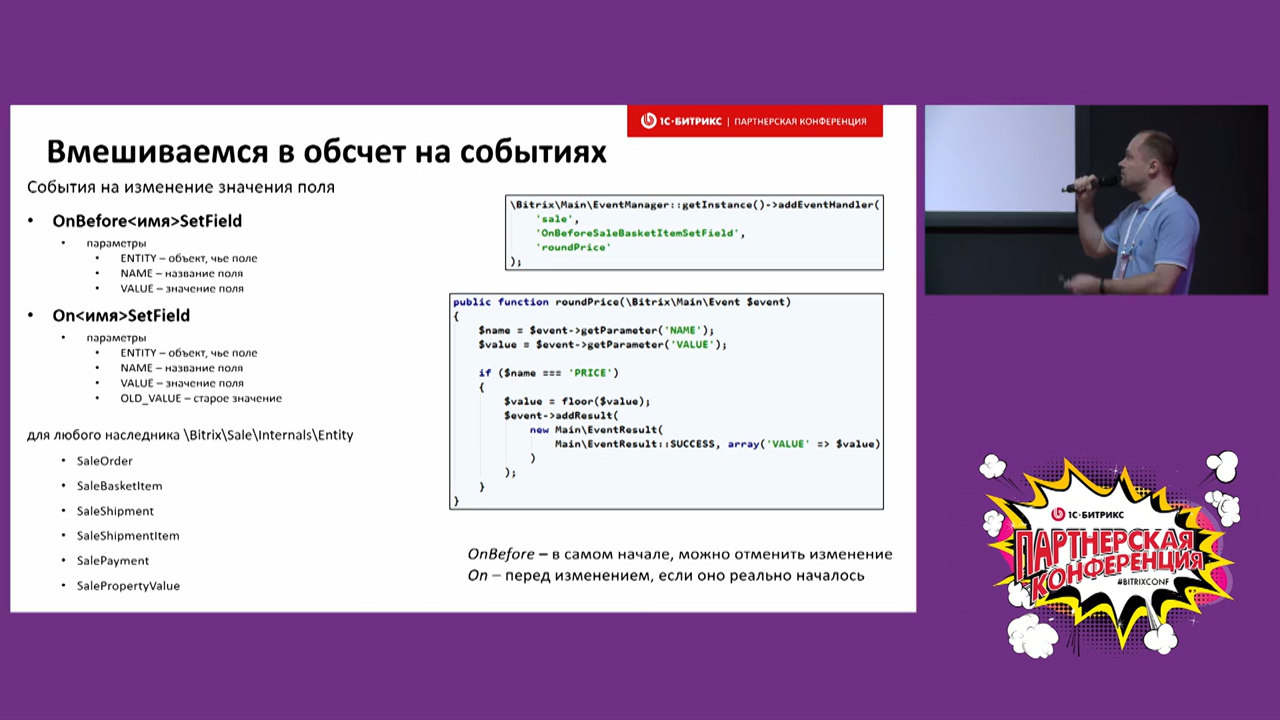 1С-БИТРИКС | ПАРТНЕРСКАЯ КОНФЕРЕНЦИЯ
Вмешиваемся в обсчет на событиях
События на изменение значения поля
• OnBefore<имя>SetField
• параметры
• ENTITY – объект, чье поле
• NAME – название поля
• VALUE – значение поля
• On<имя>SetField
• параметры
• ENTITY – объект, чье поле
• NAME – название поля
• VALUE – значение поля
• OLD_VALUE – старое значение
для любого наследника \Bitrix\Sale\Internals\Entity
• SaleOrder
• SaleBasketItem
• SaleShipment
• SaleShipmentItem
• SalePayment
• SalePropertyValue
\Bitrix\Main\EventManager::getInstance()->addEventHandler(
'sale',
'OnBeforeSaleBasketItemSetField',
'roundPrice'
);
public function roundPrice(\Bitrix\Main\Event $event)
{
$name = $event->getParameter('NAME');
$value = $event->getParameter('VALUE');
if ($name === 'PRICE')
{
$value = floor($value);
$event->addResult(
new Main\EventResult(
Main\EventResult::SUCCESS, array('VALUE' => $value)
)
);
}
}
OnBefore – в самом начале, можно отменить изменение
On – перед изменением, если оно реально началось
1С-БИТРИКС
ПАРТНЕРСКАЯ
КОНФЕРЕНЦИЯ
#BITRIXCONF